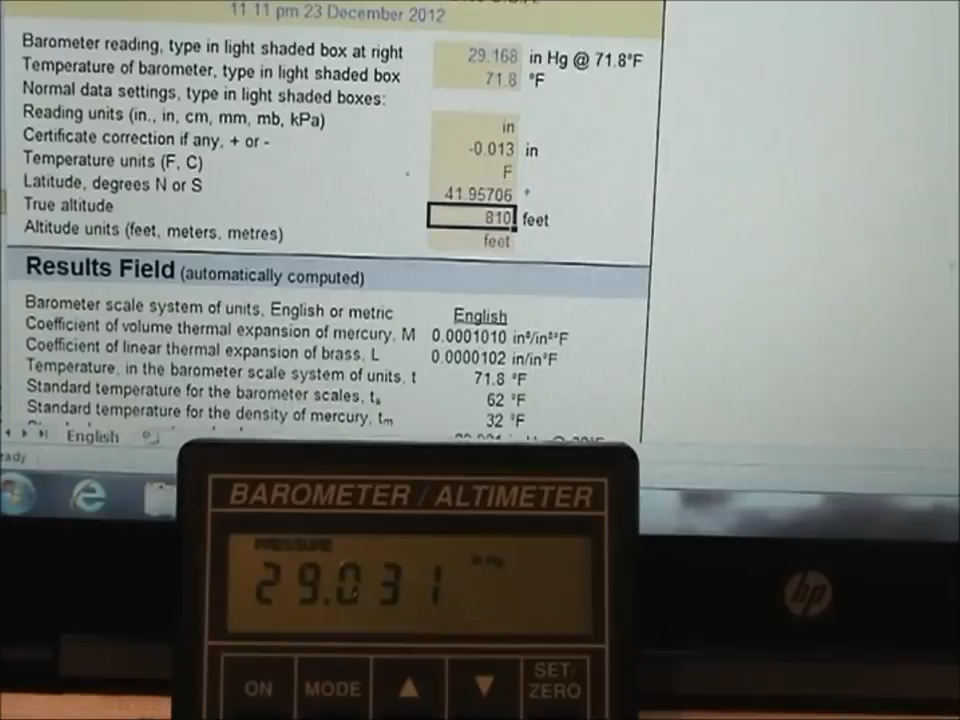 11 11 pm 23 December 2012
Barometer reading, type in light shaded box at right 29.168 in Hg @ 71.8°F
Temperature of barometer, type in light shaded box 71.8 °F
Normal data settings, type in light shaded boxes:
Reading units (in., in, cm, mm, mb, kPa) in
Certificate correction if any, + or - -0.013 in
Temperature units (F, C) F
Latitude, degrees N or S 41.95706 °
True altitude 810 feet
Altitude units (feet, meters, metres) feet
Results Field (automatically computed)
Barometer scale system of units, English or metric English
Coefficient of volume thermal expansion of mercury, M 0.0001010 in³/in³°F
Coefficient of linear thermal expansion of brass, L 0.0000102 in/in°F
Temperature, in the barometer scale system of units, t 71.8 °F
Standard temperature for the barometer scales, ts 62 °F
Standard temperature for the density of mercury, tm 32 °F
English
eady
BAROMETER / ALTIMETER
PRESSURE
29.031 in Hg
hp
ON MODE ▲ ▼ SET/
ZERO